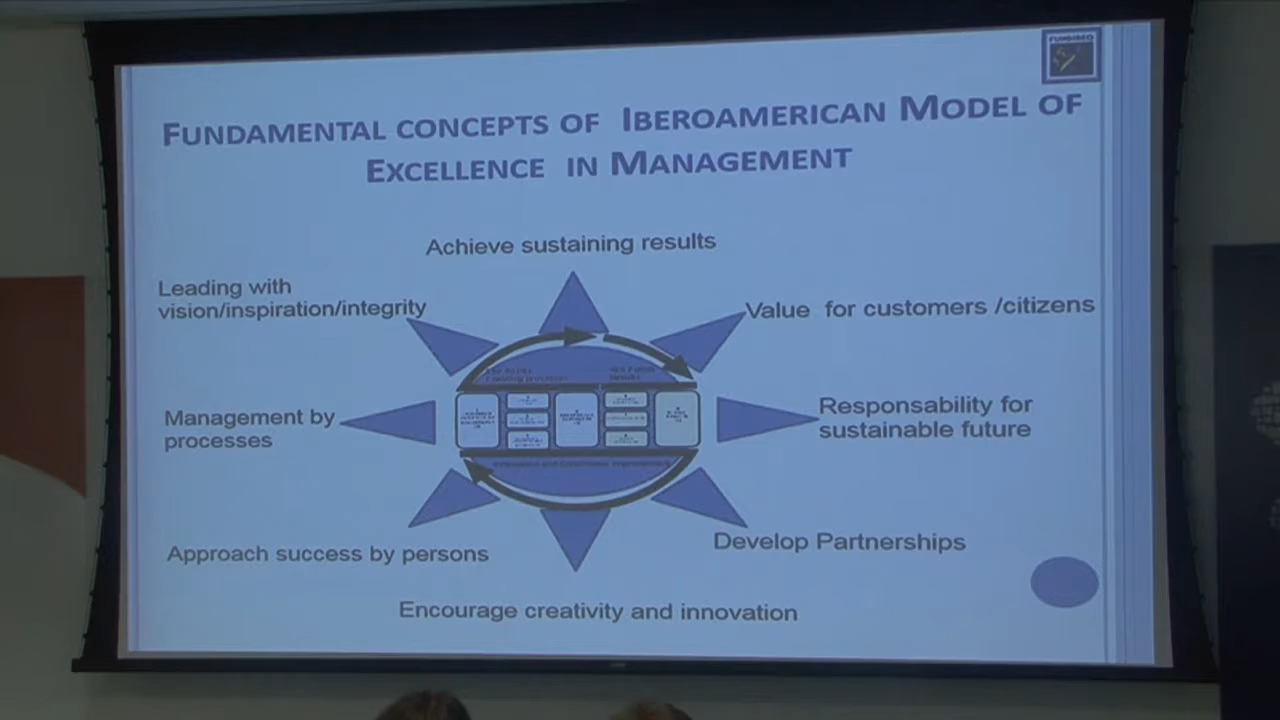 FUNDIBEQ
FUNDAMENTAL CONCEPTS OF IBEROAMERICAN MODEL OF
EXCELLENCE IN MANAGEMENT
Achieve sustaining results
Leading with
vision/inspiration/integrity
Value for customers /citizens
Management by
processes
Responsability for
sustainable future
Approach success by persons
Develop Partnerships
Encourage creativity and innovation